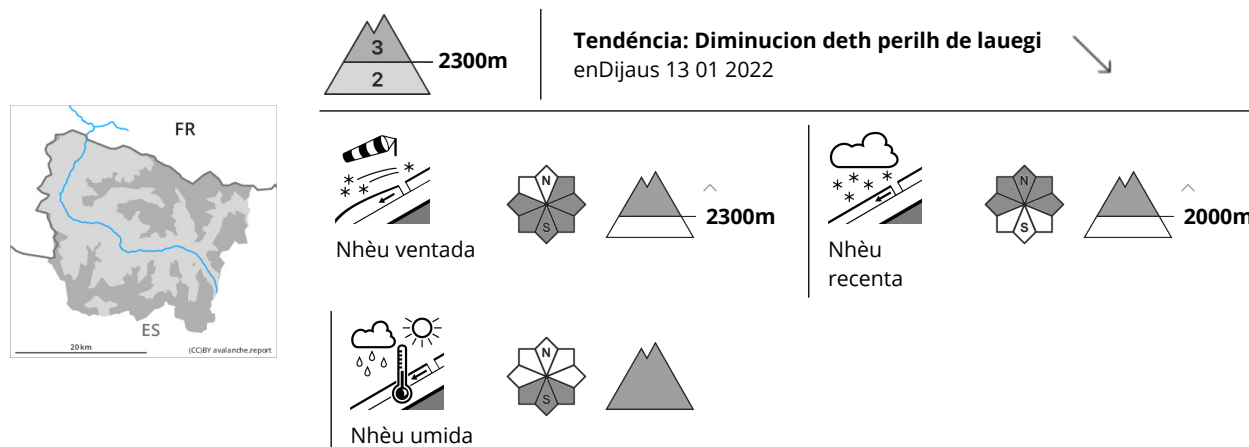 3
2300m
2
Tendéncia: Diminucion deth perilh de lauegi
enDijaus 13 01 2022
FR
ES
20 km
(CC)BY avalanche.report
N
S
2300m
Nhèu ventada
N
S
2000m
Nhèu
recenta
N
S
Nhèu umida